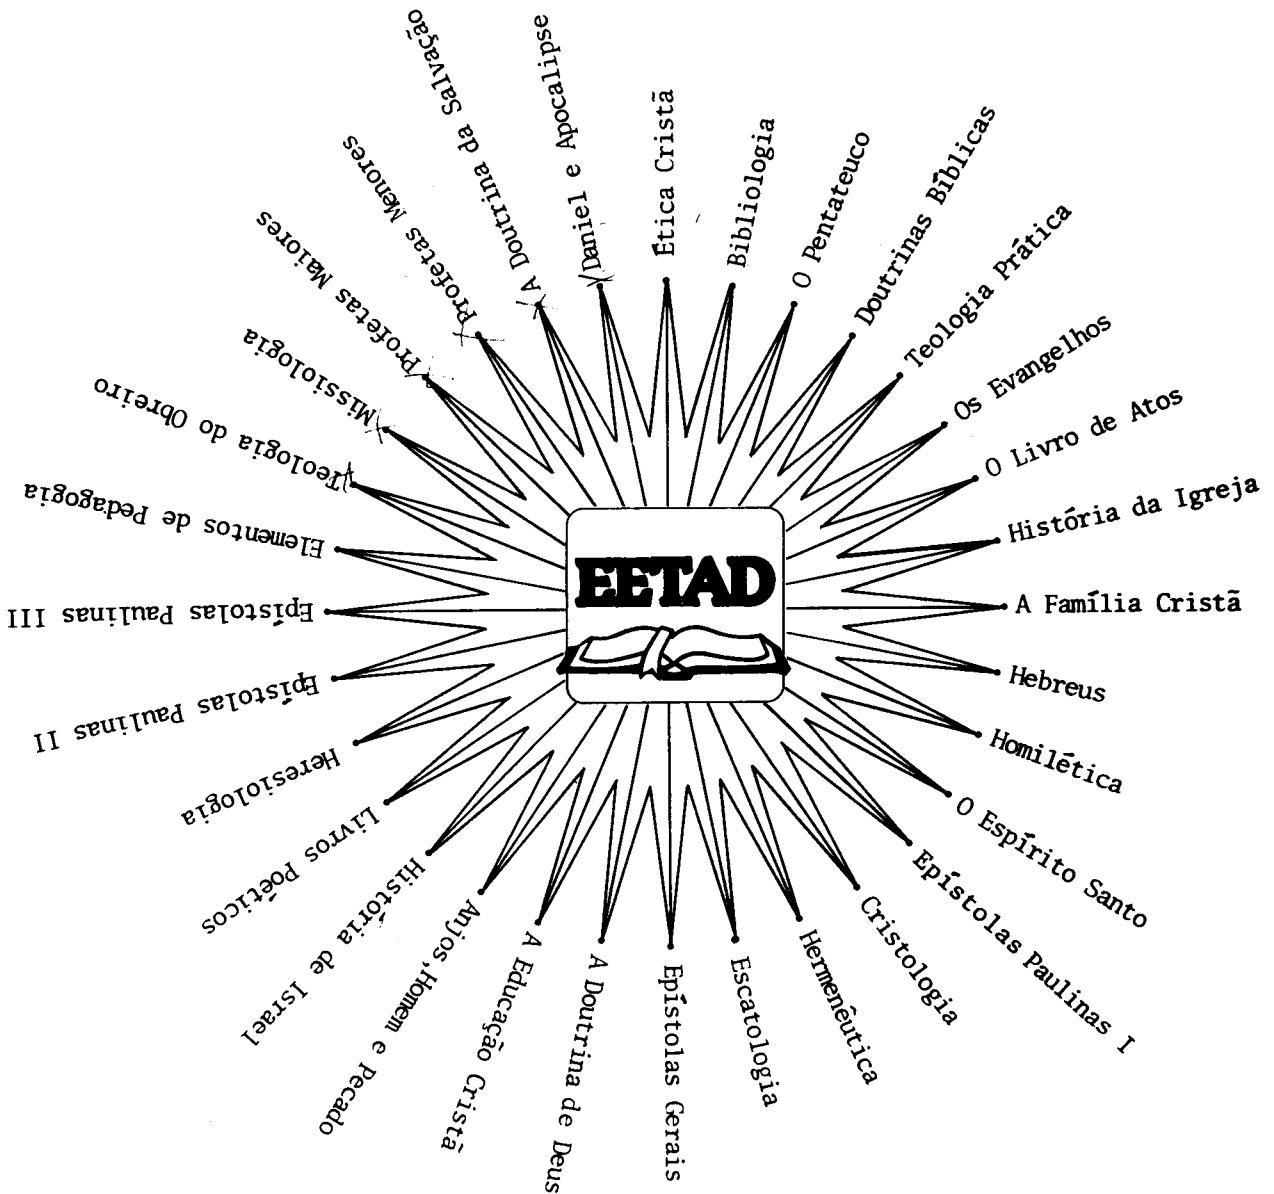 Ética Cristã
Bibliologia
O Pentateuco
Doutrinas Bíblicas
Teologia Prática
Os Evangelhos
O Livro de Atos
História da Igreja
A Família Cristã
Hebreus
Homilética
O Espírito Santo
Epístolas Paulinas I
Cristologia
Hermenêutica
Escatologia
Epístolas Gerais
A Doutrina de Deus
A Educação Cristã
Anjos, Homem e Pecado
História de Israel
Livros Poéticos
Heresiologia
Epístolas Paulinas II
Epístolas Paulinas III
Elementos de Pedagogia
Teologia do Obreiro
Missiologia
Profetas Maiores
Profetas Menores
A Doutrina da Salvação
Daniel e Apocalipse
EETAD